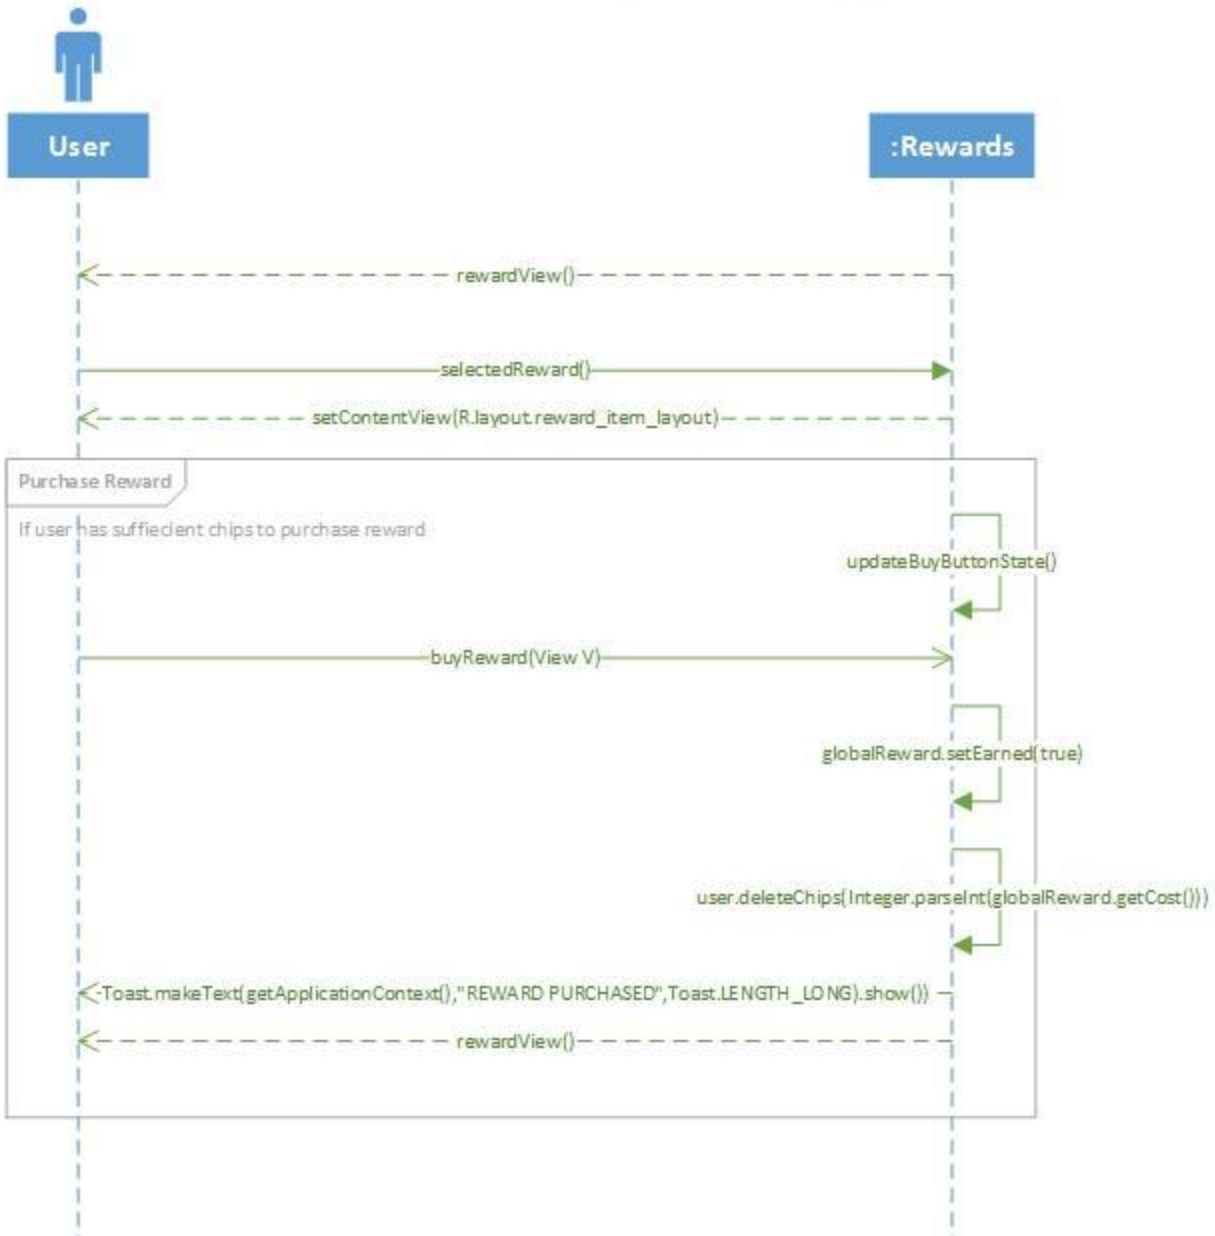 User
:Rewards
rewardView()
selectedReward()
setContentView(R.layout.reward_item_layout)
Purchase Reward
If user has suffiecient chips to purchase reward
updateBuyButtonState()
buyReward(View V)
globalReward.setEarned(true)
user.deleteChips(Integer.parseInt(globalReward.getCost()))
Toast.makeText(getApplicationContext(),"REWARD PURCHASED",Toast.LENGTH_LONG).show())
rewardView()